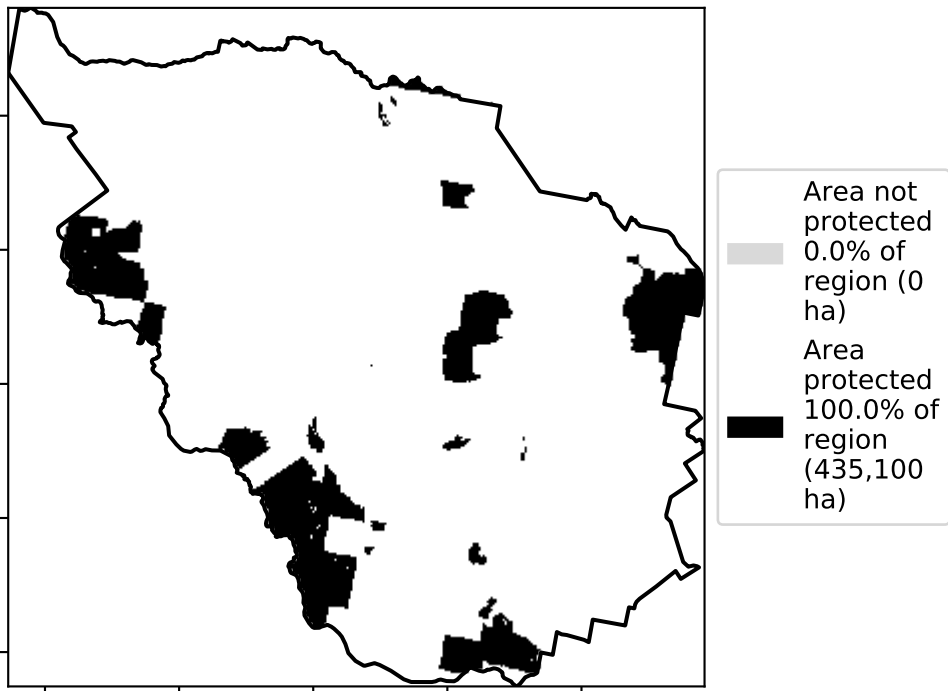 Area not
protected
0.0% of
region (0
ha)
Area
protected
100.0% of
region
(435,100
ha)